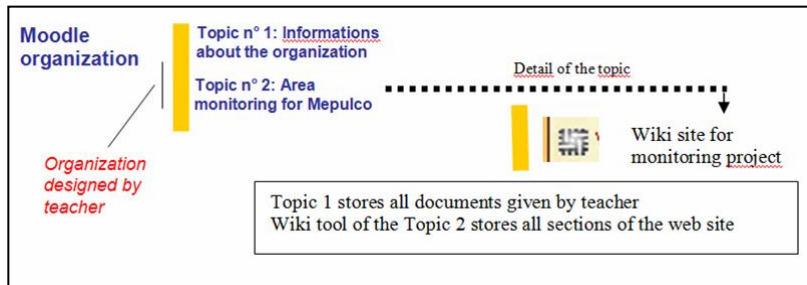 Moodle
organization
Topic n° 1: Informations
about the organization
Topic n° 2: Area
monitoring for Mepulco
Detail of the topic
Wiki site for
monitoring project
Organization
designed by
teacher
Topic 1 stores all documents given by teacher
Wiki tool of the Topic 2 stores all sections of the web site